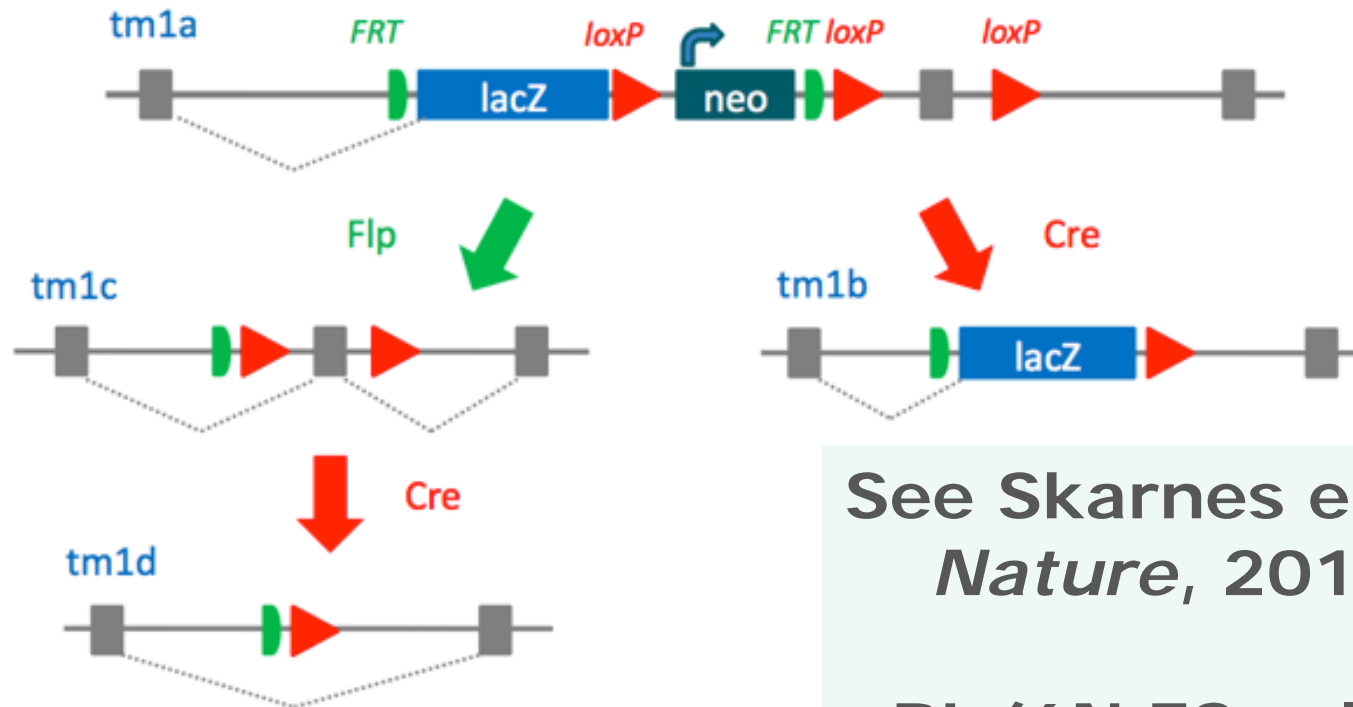 tm1a
FRT
loxP
FRT loxP
loxP
lacZ
neo
Flp
Cre
tm1c
tm1b
lacZ
Cre
tm1d
See Skarnes e
Nature, 201